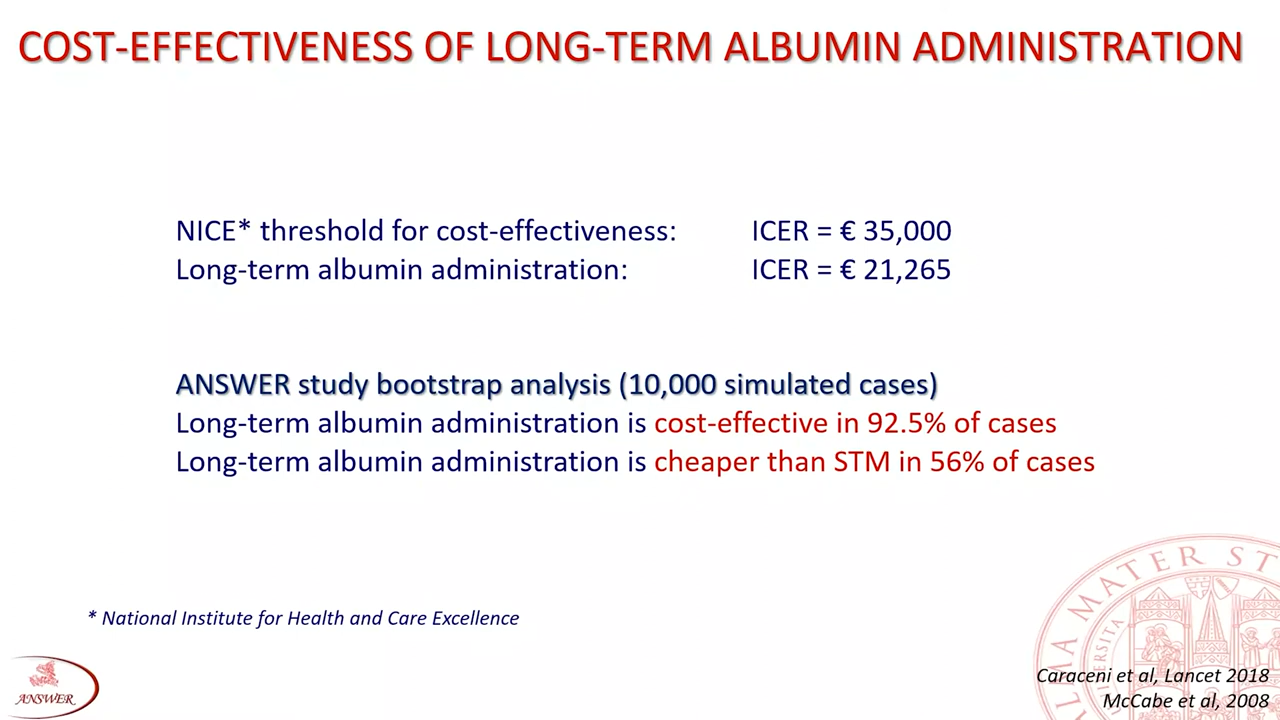 COST-EFFECTIVENESS OF LONG-TERM ALBUMIN ADMINISTRATION
NICE* threshold for cost-effectiveness: ICER = € 35,000
Long-term albumin administration: ICER = € 21,265
ANSWER study bootstrap analysis (10,000 simulated cases)
Long-term albumin administration is cost-effective in 92.5% of cases
Long-term albumin administration is cheaper than STM in 56% of cases
* National Institute for Health and Care Excellence
ANSWER
ALMA MATER ST
Caraceni et al, Lancet 2018
McCabe et al, 2008